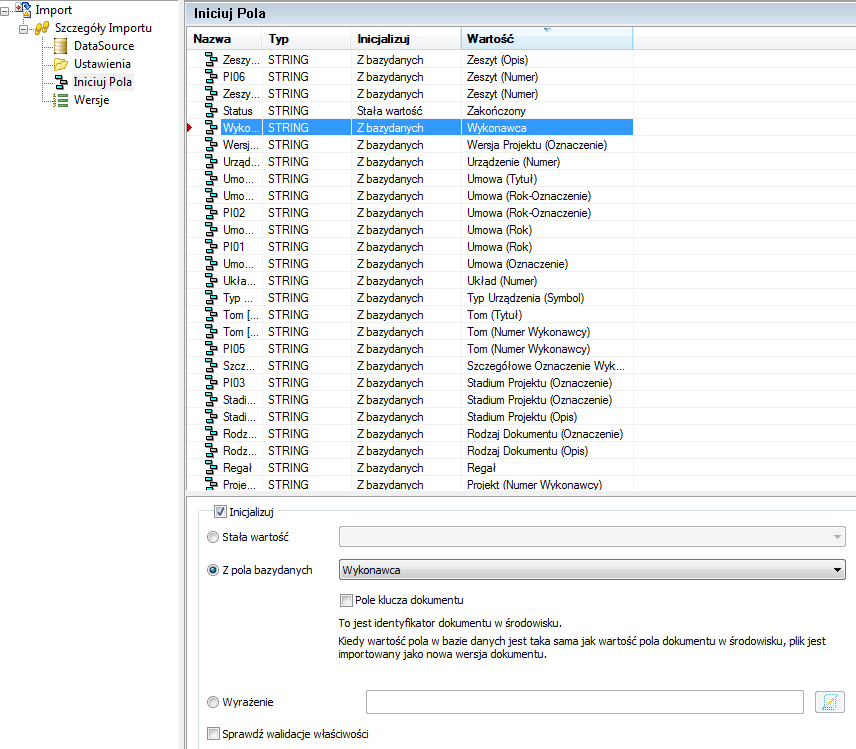 Import
Szczegóły Importu
DataSource
Ustawienia
Iniciuj Pola
Wersje
Iniciuj Pola
Nazwa Typ Inicjalizuj Wartość
Zeszy... STRING Z bazydanych Zeszyt (Opis)
PI06 STRING Z bazydanych Zeszyt (Numer)
Zeszy... STRING Z bazydanych Zeszyt (Numer)
Status STRING Stała wartość Zakończony
Wyko... STRING Z bazydanych Wykonawca
Wersj... STRING Z bazydanych Wersja Projektu (Oznaczenie)
Urząd... STRING Z bazydanych Urządzenie (Numer)
Umo... STRING Z bazydanych Umowa (Tytuł)
Umo... STRING Z bazydanych Umowa (Rok-Oznaczenie)
PI02 STRING Z bazydanych Umowa (Rok-Oznaczenie)
Umo... STRING Z bazydanych Umowa (Rok)
PI01 STRING Z bazydanych Umowa (Rok)
Umo... STRING Z bazydanych Umowa (Oznaczenie)
Ukła... STRING Z bazydanych Układ (Numer)
Typ ... STRING Z bazydanych Typ Urządzenia (Symbol)
Tom [... STRING Z bazydanych Tom (Tytuł)
Tom [... STRING Z bazydanych Tom (Numer Wykonawcy)
PI05 STRING Z bazydanych Tom (Numer Wykonawcy)
Szcz... STRING Z bazydanych Szczegółowe Oznaczenie Wyk...
PI03 STRING Z bazydanych Stadium Projektu (Oznaczenie)
Stadi... STRING Z bazydanych Stadium Projektu (Oznaczenie)
Stadi... STRING Z bazydanych Stadium Projektu (Opis)
Rodz... STRING Z bazydanych Rodzaj Dokumentu (Oznaczenie)
Rodz... STRING Z bazydanych Rodzaj Dokumentu (Opis)
Regał STRING Z bazydanych Regał
Proje... STRING Z bazydanych Projekt (Numer Wykonawcy)
Inicjalizuj
Stała wartość
Z pola bazydanych Wykonawca
Pole klucza dokumentu
To jest identyfikator dokumentu w środowisku.
Kiedy wartość pola w bazie danych jest taka sama jak wartość pola dokumentu w środowisku, plik jest
importowany jako nowa wersja dokumentu.
Wyrażenie
Sprawdź walidacje właściwości